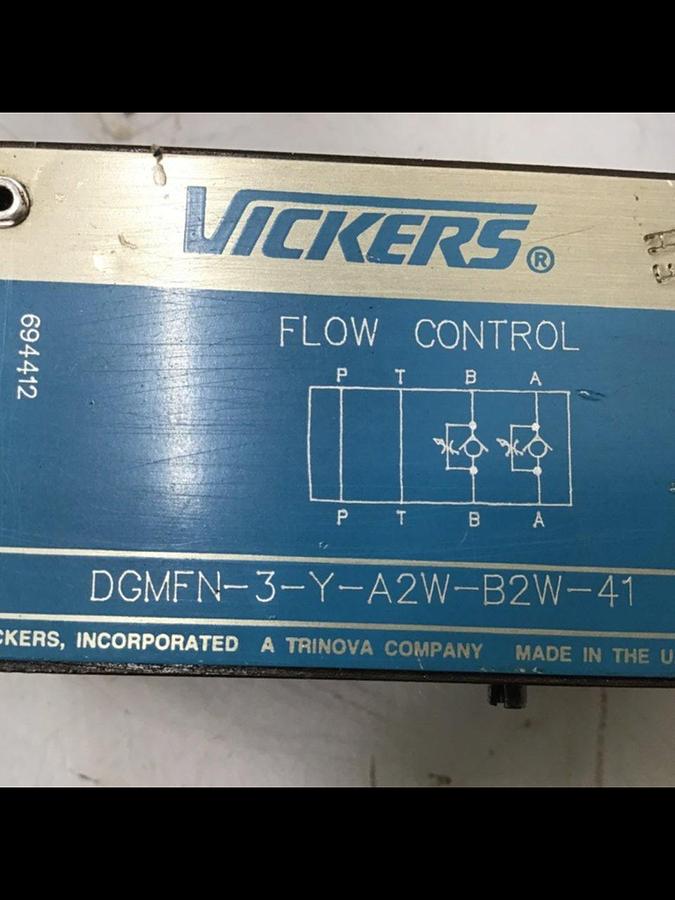 VICKERS®
694412
FLOW CONTROL
P T B A
P T B A
DGMFN-3-Y-A2W-B2W-41
CKERS, INCORPORATED A TRINOVA COMPANY MADE IN THE U